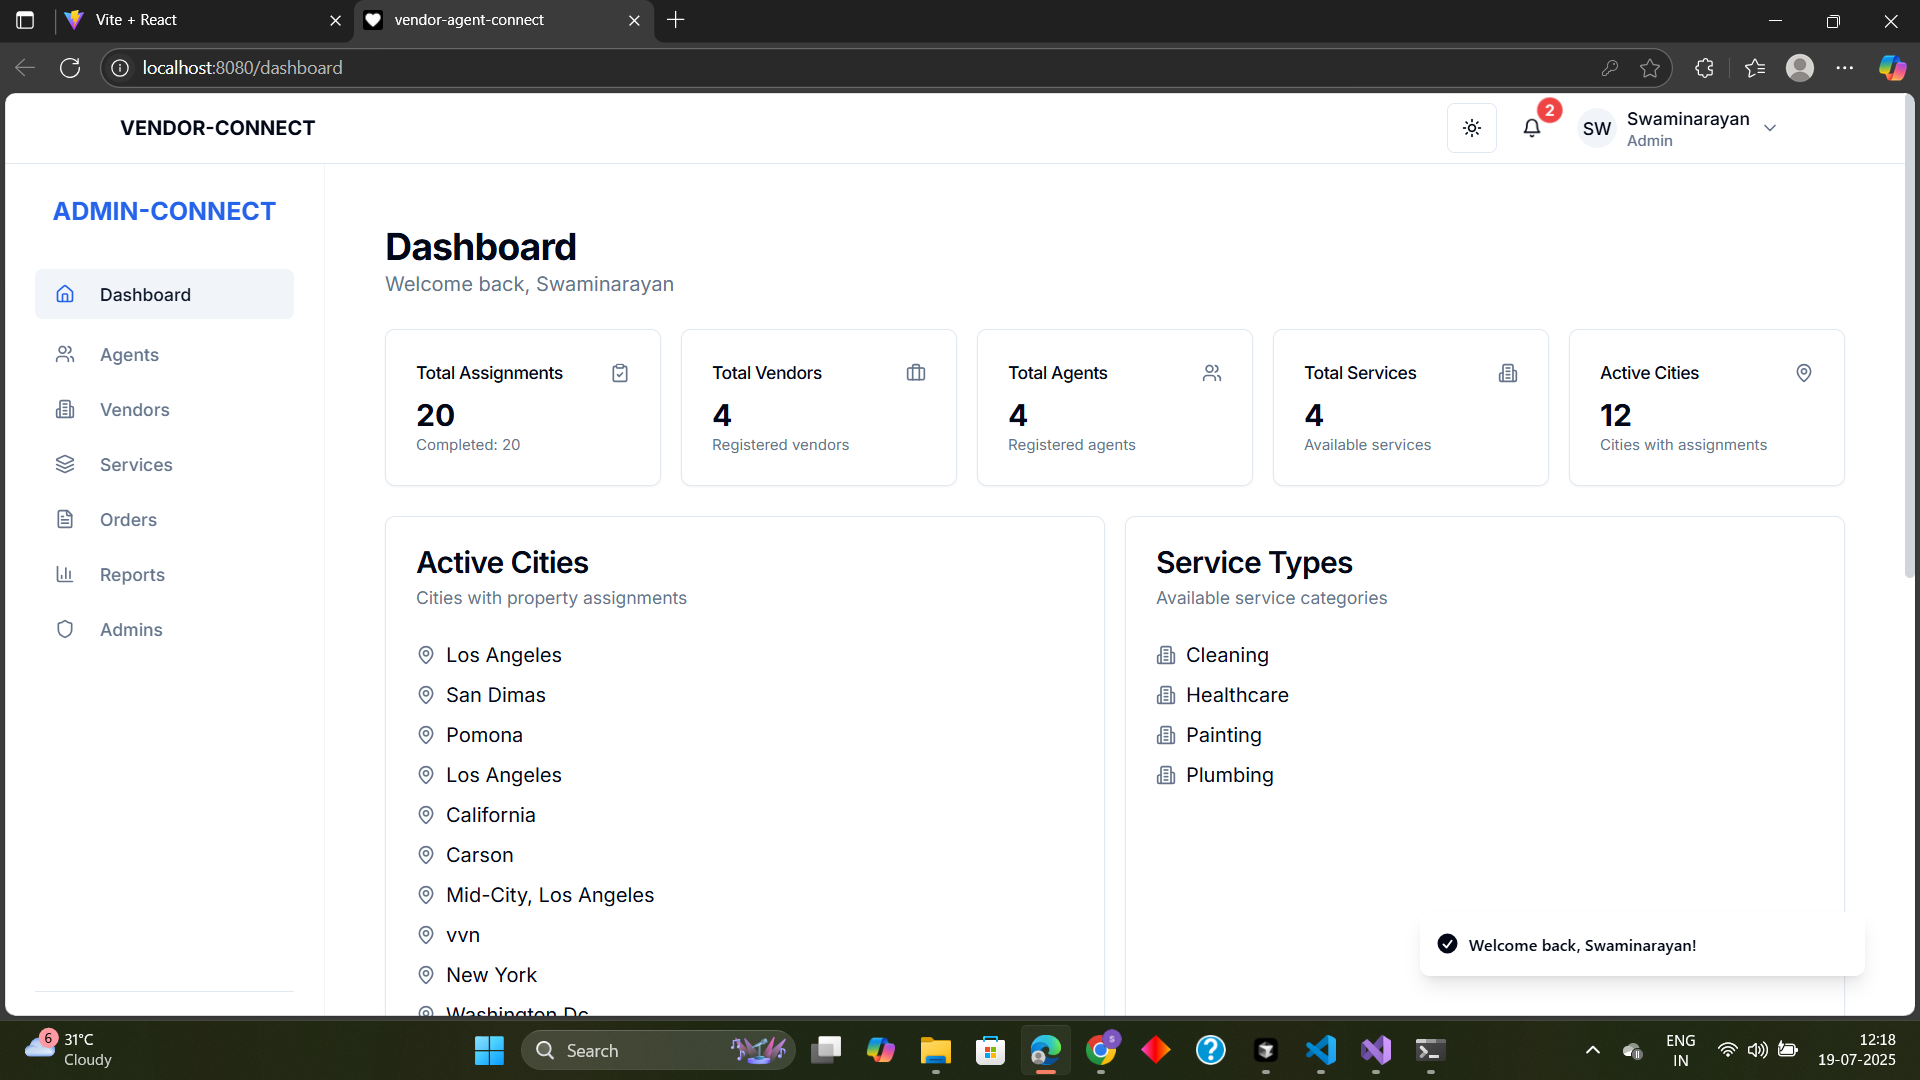 Vite + React
vendor-agent-connect
localhost:8080/dashboard
VENDOR-CONNECT
2
SW
Swaminarayan
Admin
ADMIN-CONNECT
Dashboard
Agents
Vendors
Services
Orders
Reports
Admins
Dashboard
Welcome back, Swaminarayan
Total Assignments
20
Completed: 20
Total Vendors
4
Registered vendors
Total Agents
4
Registered agents
Total Services
4
Available services
Active Cities
12
Cities with assignments
Active Cities
Cities with property assignments
Los Angeles
San Dimas
Pomona
Los Angeles
California
Carson
Mid-City, Los Angeles
vvn
New York
Washington Dc
Service Types
Available service categories
Cleaning
Healthcare
Painting
Plumbing
Welcome back, Swaminarayan!
6
31°C
Cloudy
Search
S
ENG
IN
12:18
19-07-2025